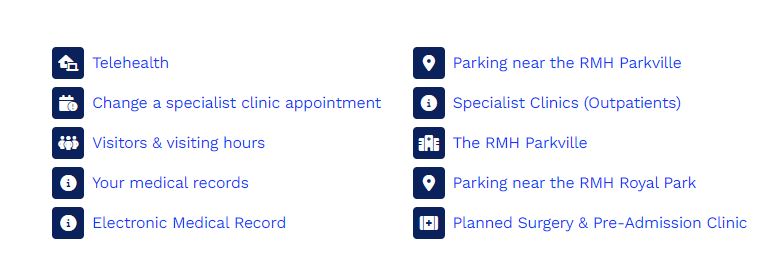 Telehealth
Change a specialist clinic appointment
Visitors & visiting hours
Your medical records
Electronic Medical Record
Parking near the RMH Parkville
Specialist Clinics (Outpatients)
The RMH Parkville
Parking near the RMH Royal Park
Planned Surgery & Pre-Admission Clinic